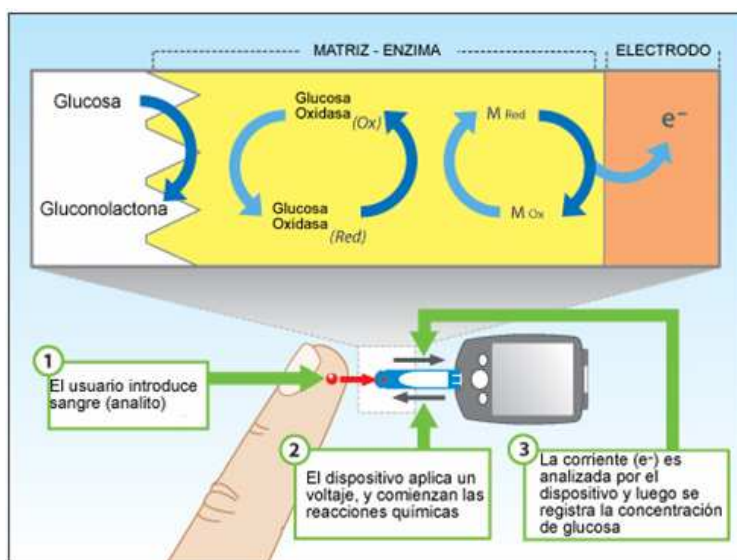 MATRIZ - ENZIMA
ELECTRODO
Glucosa
Gluconolactona
Glucosa
Oxidasa
(Ox)
Glucosa
Oxidasa
(Red)
M Red
M Ox
e⁻
1
El usuario introduce
sangre (analito)
2
El dispositivo aplica un
voltaje, y comienzan las
reacciones químicas
3
La corriente (e-) es
analizada por el
dispositivo y luego se
registra la concentración
de glucosa